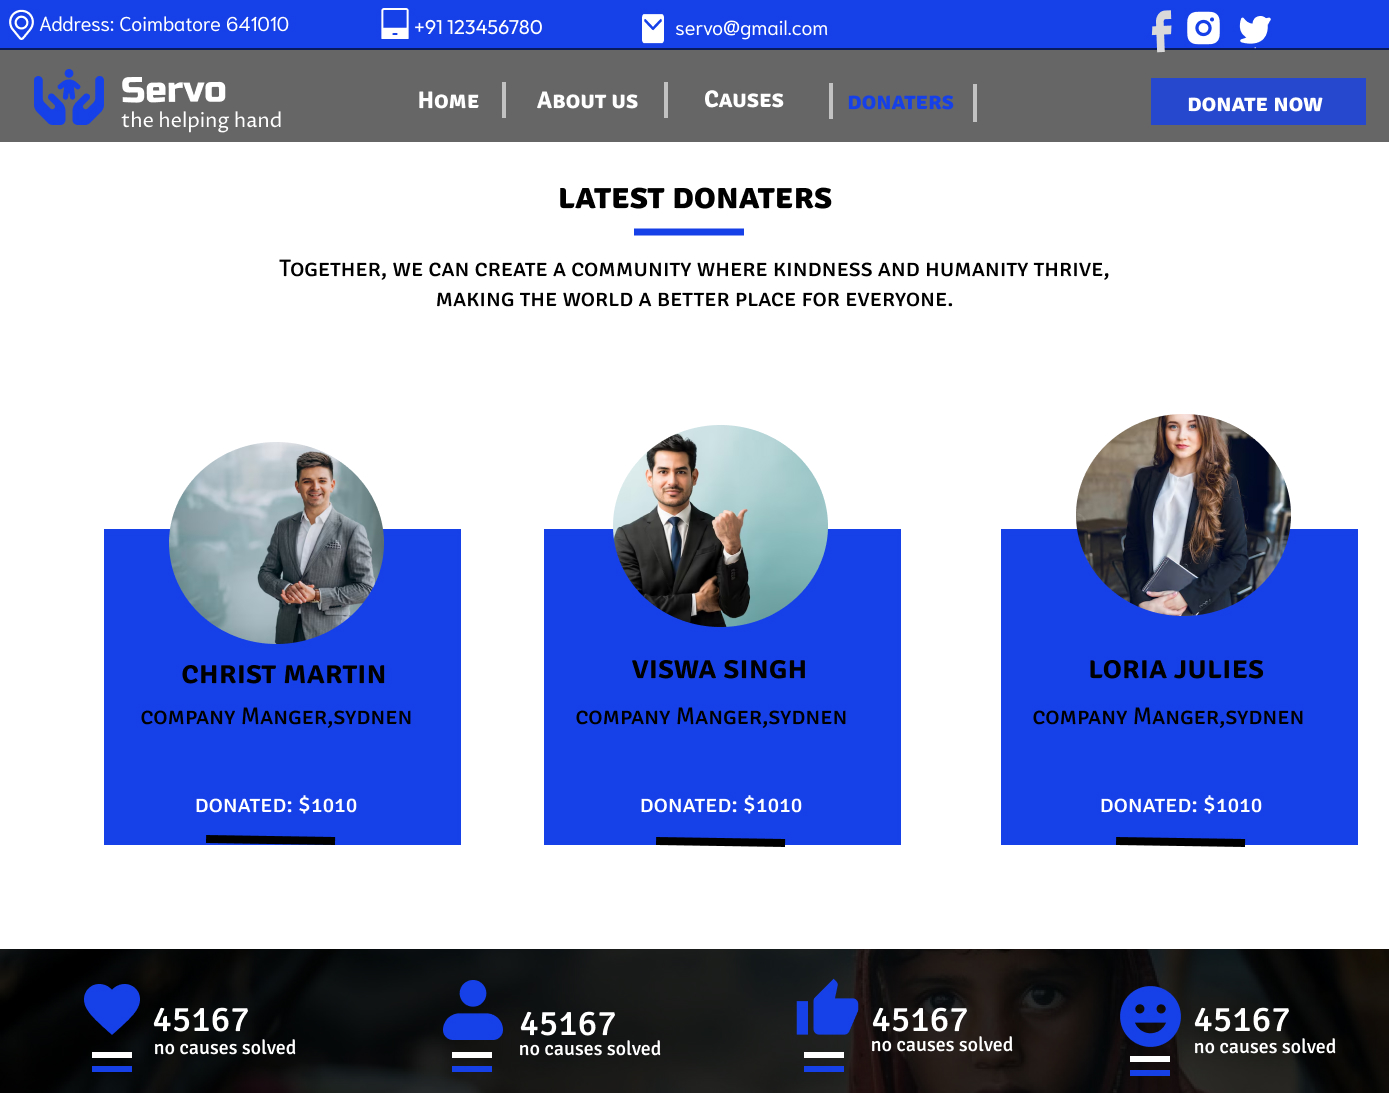 Address: Coimbatore 641010
+91 123456780
servo@gmail.com
Servo
the helping hand
Home
About us
Causes
donaters
donate now
LATEST DONATERS
Together, we can create a community where kindness and humanity thrive,
making the world a better place for everyone.
CHRIST MARTIN
company Manger,sydnen
donated: $1010
VISWA SINGH
company Manger,sydnen
donated: $1010
LORIA JULIES
company Manger,sydnen
donated: $1010
45167
no causes solved
45167
no causes solved
45167
no causes solved
45167
no causes solved